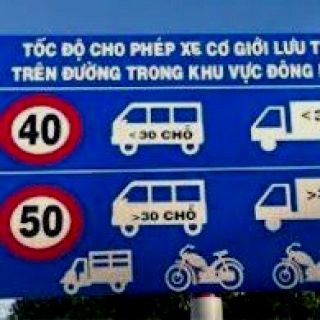 TỐC ĐỘ CHO PHÉP XE CƠ GIỚI LƯU T
TRÊN ĐƯỜNG TRONG KHU VỰC ĐÔNG
40 <30 CHỖ <
50 >30 CHỖ >